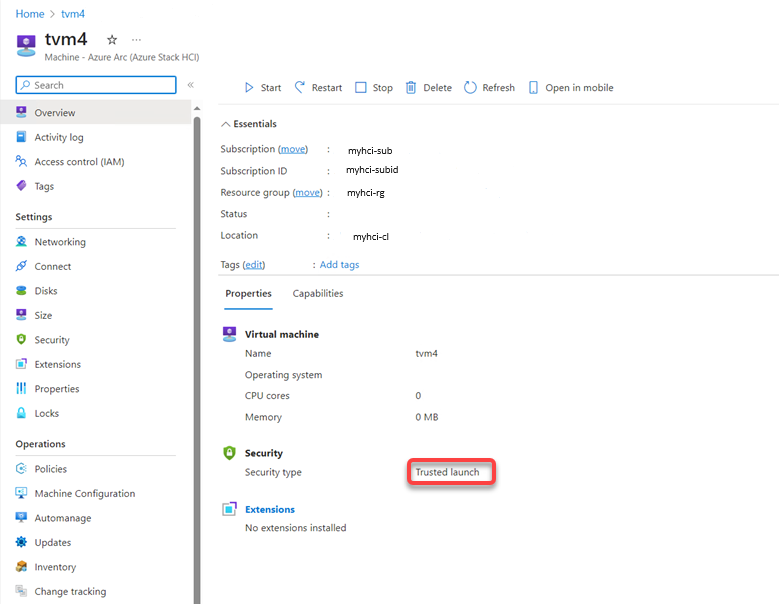 Home > tvm4
tvm4 ☆ ...
Machine - Azure Arc (Azure Stack HCI)
Search «
Overview
Activity log
Access control (IAM)
Tags
Settings
Networking
Connect
Disks
Size
Security
Extensions
Properties
Locks
Operations
Policies
Machine Configuration
Automanage
Updates
Inventory
Change tracking
Start Restart Stop Delete Refresh Open in mobile
Essentials
Subscription (move) : myhci-sub
Subscription ID : myhci-subid
Resource group (move) : myhci-rg
Status :
Location : myhci-cl
Tags (edit) : Add tags
Properties Capabilities
Virtual machine
Name tvm4
Operating system
CPU cores 0
Memory 0 MB
Security
Security type Trusted launch
Extensions
No extensions installed